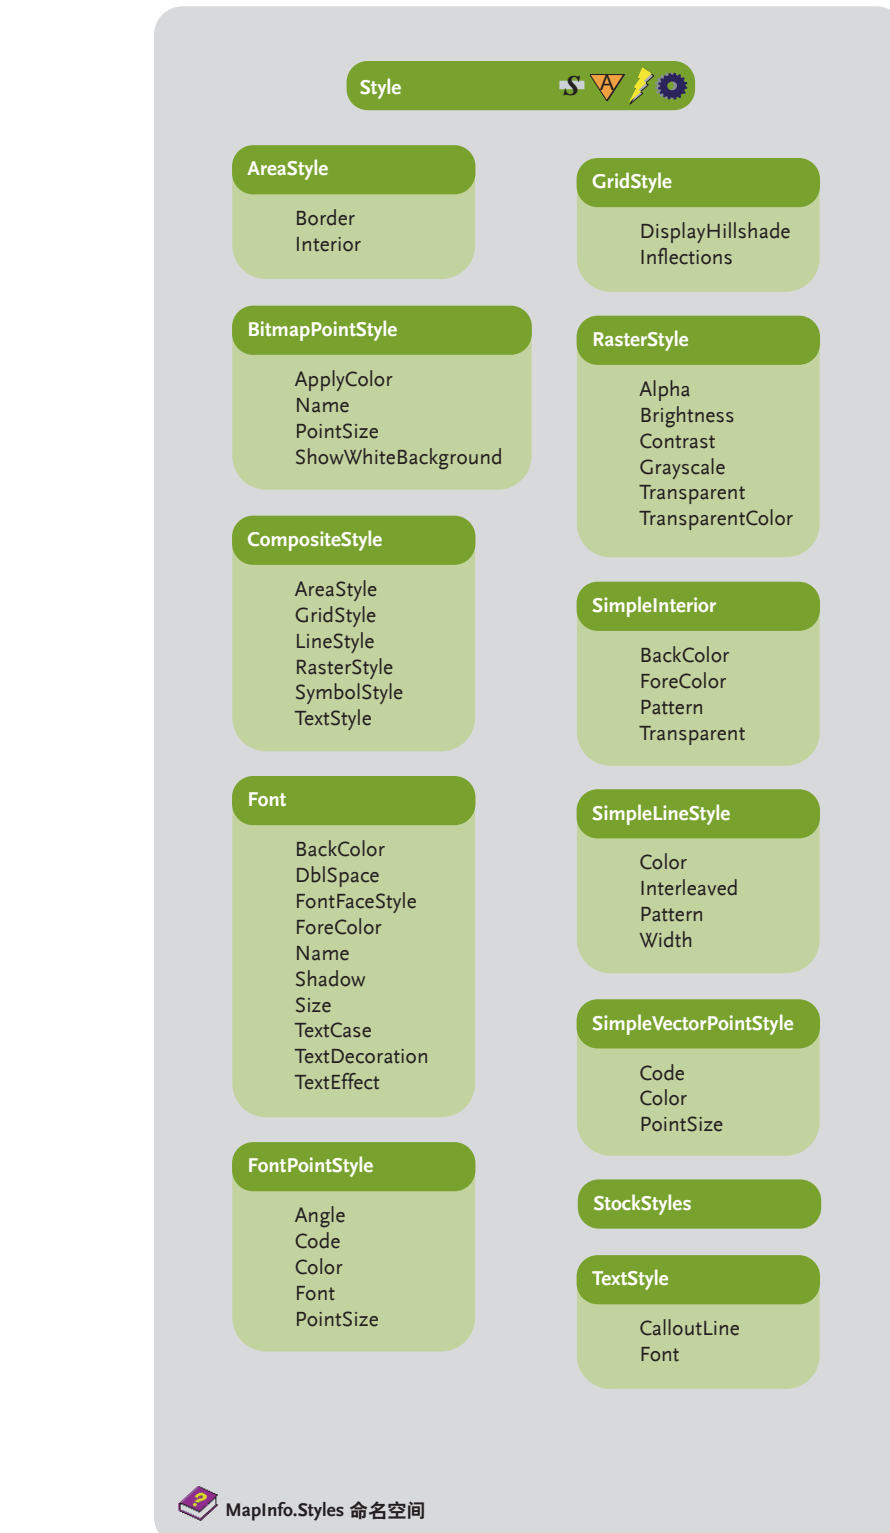 Style
S A
AreaStyle
Border
Interior
BitmapPointStyle
ApplyColor
Name
PointSize
ShowWhiteBackground
CompositeStyle
AreaStyle
GridStyle
LineStyle
RasterStyle
SymbolStyle
TextStyle
Font
BackColor
DblSpace
FontFaceStyle
ForeColor
Name
Shadow
Size
TextCase
TextDecoration
TextEffect
FontPointStyle
Angle
Code
Color
Font
PointSize
GridStyle
DisplayHillshade
Inflections
RasterStyle
Alpha
Brightness
Contrast
Grayscale
Transparent
TransparentColor
SimpleInterior
BackColor
ForeColor
Pattern
Transparent
SimpleLineStyle
Color
Interleaved
Pattern
Width
SimpleVectorPointStyle
Code
Color
PointSize
StockStyles
TextStyle
CalloutLine
Font
? MapInfo.Styles 命名空间